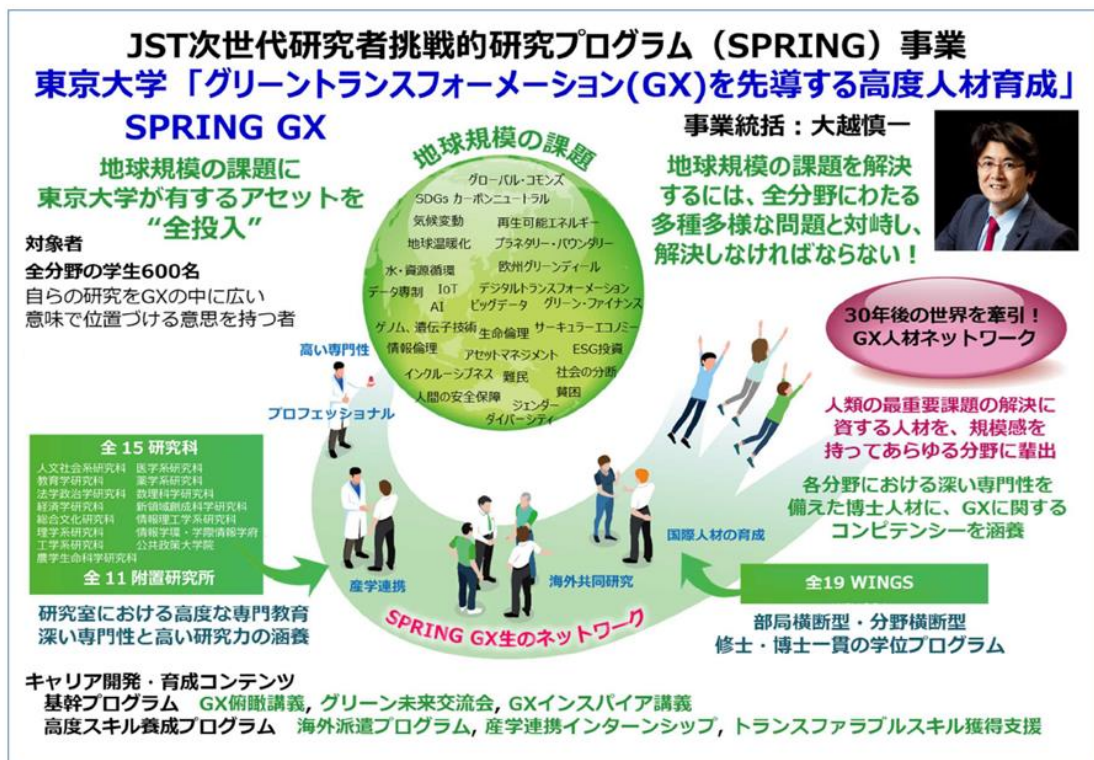 JST次世代研究者挑戦的研究プログラム（SPRING）事業
東京大学「グリーントランスフォーメーション(GX)を先導する高度人材育成」
SPRING GX
地球規模の課題に
東京大学が有するアセットを
“全投入”
対象者
全分野の学生600名
自らの研究をGXの中に広い
意味で位置づける意思を持つ者
地球規模の課題
グローバル・コモンズ
SDGs カーボンニュートラル
気候変動 再生可能エネルギー
地球温暖化 プラネタリー・バウンダリー
水・資源循環 欧州グリーンディール
データ専制 IoT デジタルトランスフォーメーション
AI ビッグデータ グリーン・ファイナンス
ゲノム、遺伝子技術 生命倫理 サーキュラーエコノミー
情報倫理 アセットマネジメント ESG投資
インクルーシブネス 難民 社会の分断
人間の安全保障 貧困
ジェンダー
ダイバーシティ
事業統括：大越慎一
地球規模の課題を解決
するには、全分野にわたる
多種多様な問題と対峙し、
解決しなければならない！
30年後の世界を牽引！
GX人材ネットワーク
人類の最重要課題の解決に
資する人材を、規模感を
持ってあらゆる分野に輩出
各分野における深い専門性を
備えた博士人材に、GXに関する
コンピテンシーを涵養
高い専門性
プロフェッショナル
産学連携
海外共同研究
国際人材の育成
SPRING GX生のネットワーク
全 15 研究科
人文社会系研究科 医学系研究科
教育学研究科 薬学系研究科
法学政治学研究科 数理科学研究科
経済学研究科 新領域創成科学研究科
総合文化研究科 情報理工学系研究科
理学系研究科 情報学環・学際情報学府
工学系研究科 公共政策大学院
農学生命科学研究科
全 11 附置研究所
研究室における高度な専門教育
深い専門性と高い研究力の涵養
全19 WINGS
部局横断型・分野横断型
修士・博士一貫の学位プログラム
キャリア開発・育成コンテンツ
基幹プログラム GX俯瞰講義, グリーン未来交流会, GXインスパイア講義
高度スキル養成プログラム 海外派遣プログラム, 産学連携インターンシップ, トランスファラブルスキル獲得支援